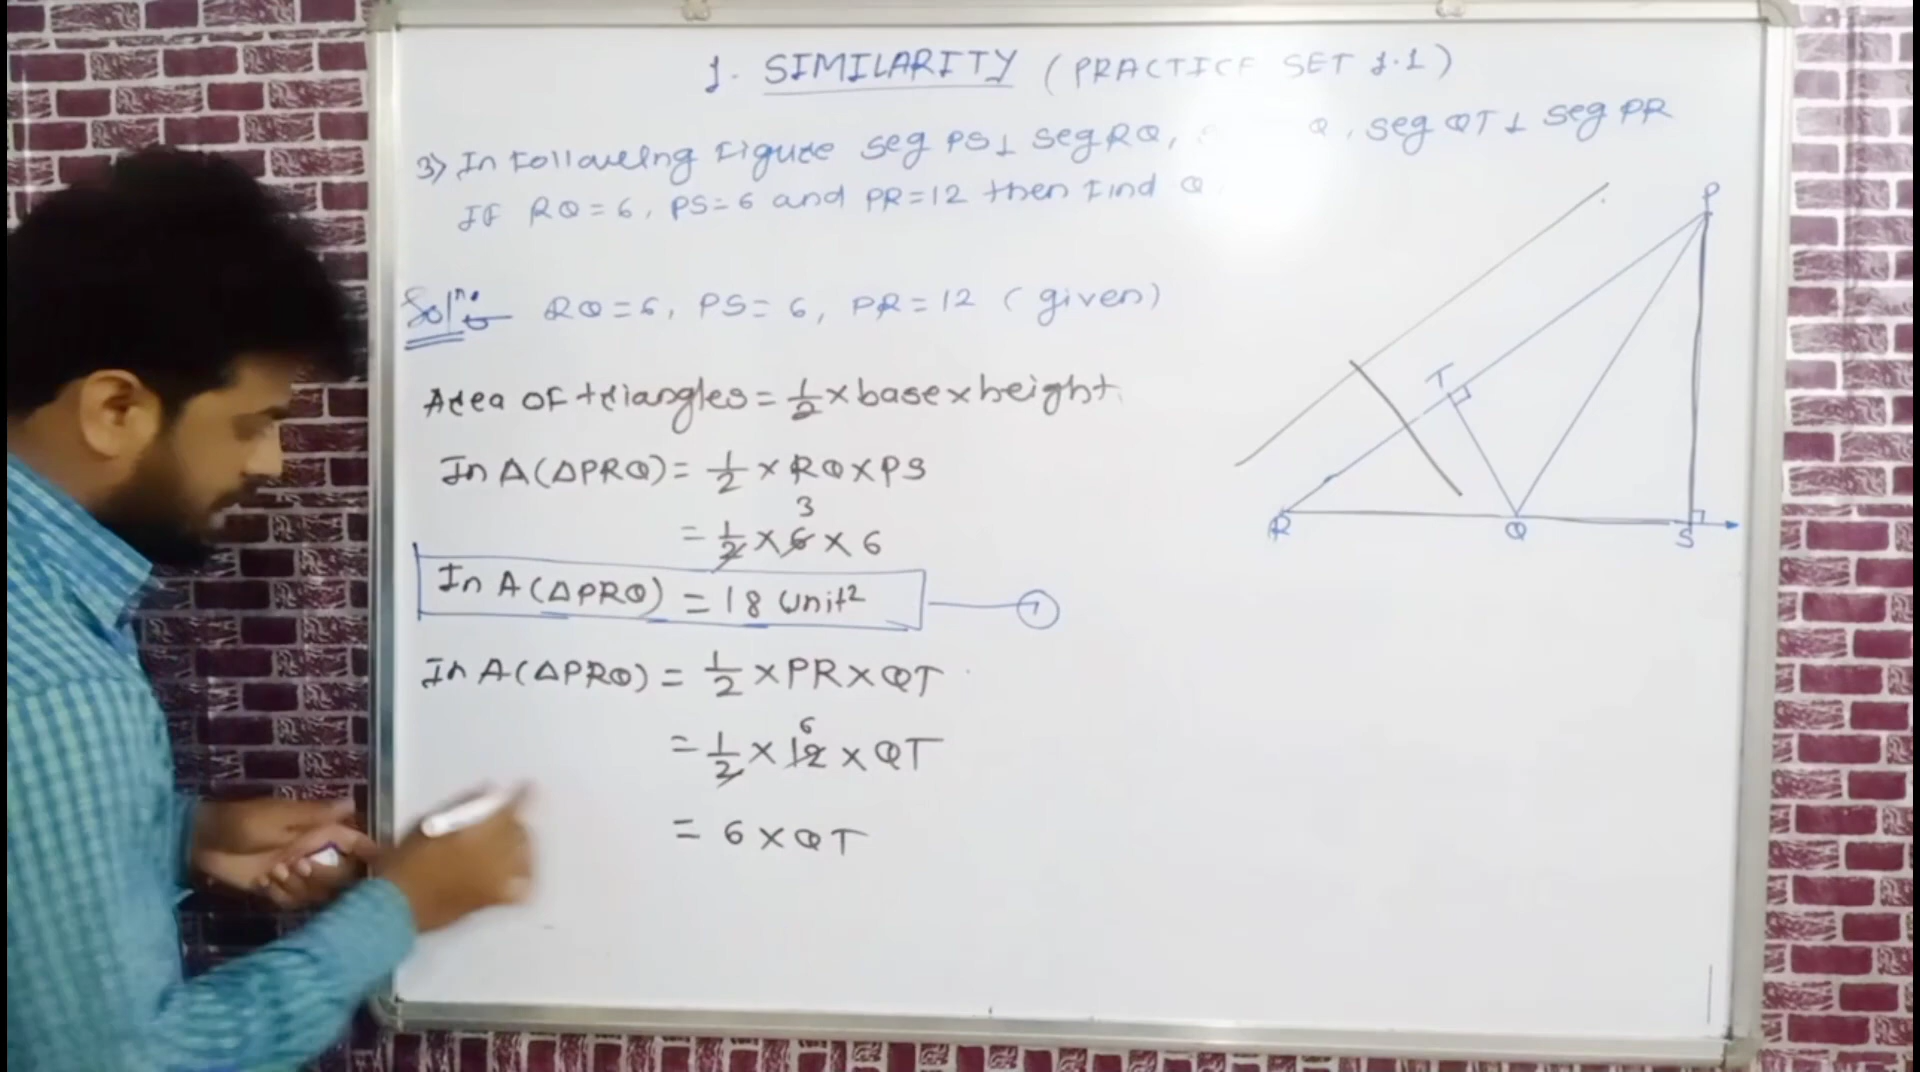 1. SIMILARITY (PRACTICE SET 1.1)
3) In following figure seg PS ⊥ seg RQ, Q, seg QT ⊥ seg PR
If RQ = 6, PS = 6 and PR = 12 then find Q
Solⁿ: RQ = 6, PS = 6, PR = 12 (given)
Area of triangles = 1/2 × base × height
In A(△PRQ) = 1/2 × RQ × PS
3
= 1/2 × 6 × 6
In A(△PRQ) = 18 unit² 1
In A(△PRQ) = 1/2 × PR × QT
6
= 1/2 × 12 × QT
= 6 × QT
P
T
R Q S